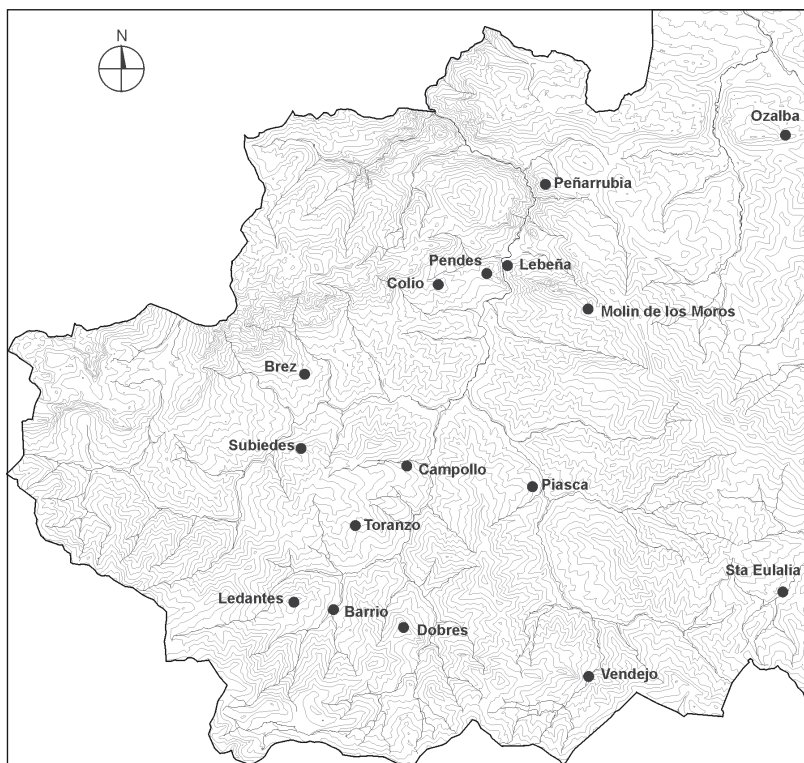 N
Ozalba
Peñarrubia
Pendes
Lebeña
Colio
Molin de los Moros
Brez
Subiedes
Campollo
Piasca
Toranzo
Sta Eulalia
Ledantes
Barrio
Dobres
Vendejo